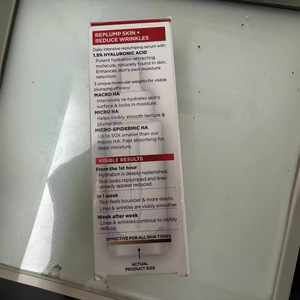 REPLUMP SKIN +
REDUCE WRINKLES
Daily intensive replumping serum with
1.5% HYALURONIC ACID
Potent hydration-attracting
molecule, naturally found in skin.
Enhances skin's own moisture
retention.
3 unique molecular weights for visible
plumping efficacy:
MACRO HA
Intensively re-hydrates skin's
surface & locks in moisture.
MICRO HA
Helps visibly smooth texture &
plump skin.
MICRO-EPIDERMIC HA
Up to 50X smaller than our
Macro HA. Fast absorbing for
deep moisture.
VISIBLE RESULTS
From the 1st hour
Hydration is deeply replenished.
Skin looks replumped and lines
already appear reduced.
In 1 week
Skin feels bouncier & more elastic.
Lines & wrinkles are visibly smoother.
Week after week
Lines & wrinkles continue to visibly
reduce.
EFFECTIVE FOR ALL SKIN TONES
ACTUAL
PRODUCT SIZE